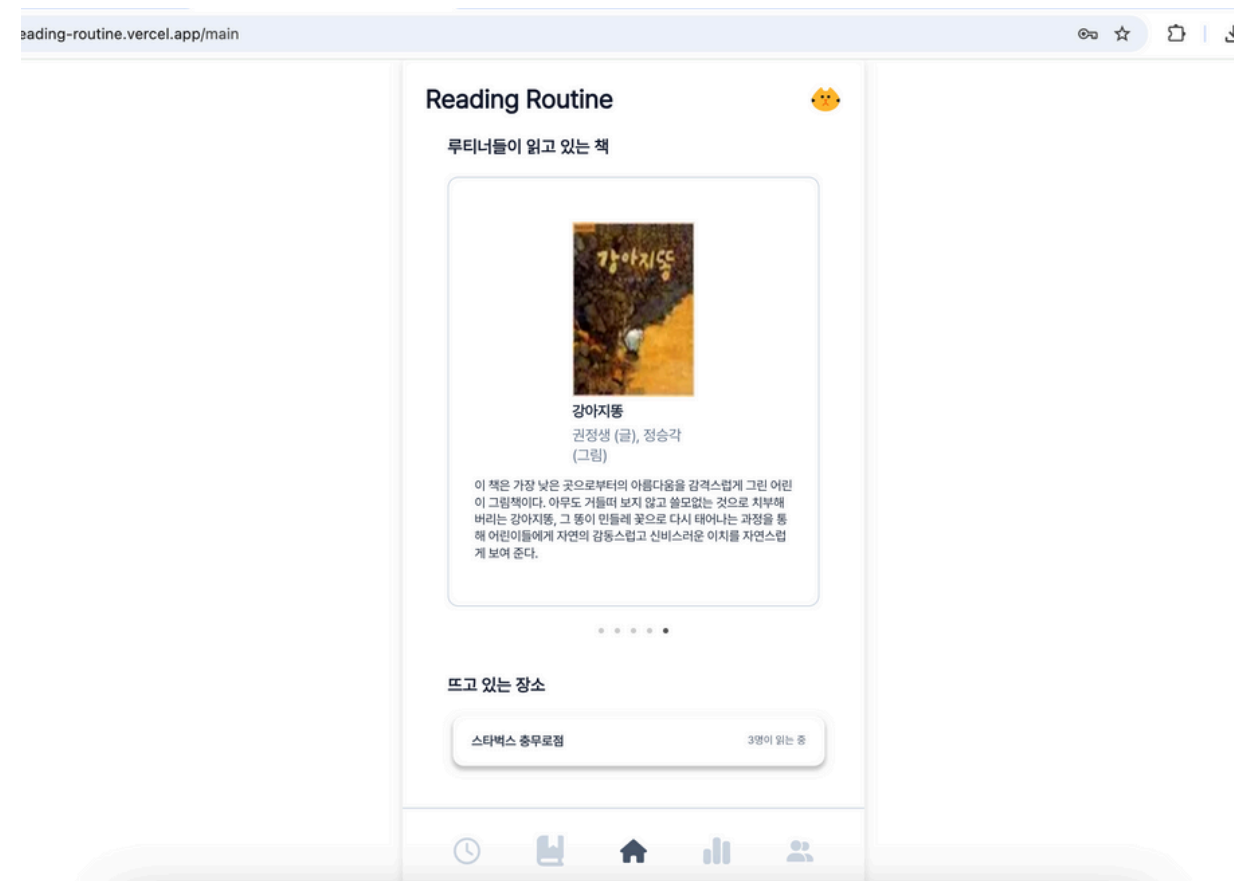 eading-routine.vercel.app/main
Reading Routine
루티너들이 읽고 있는 책
강아지똥
강아지똥
권정생 (글), 정승각
(그림)
이 책은 가장 낮은 곳으로부터의 아름다움을 감격스럽게 그린 어린
이 그림책이다. 아무도 거들떠 보지 않고 쓸모없는 것으로 치부해
버리는 강아지똥, 그 똥이 민들레 꽃으로 다시 태어나는 과정을 통
해 어린이들에게 자연의 감동스럽고 신비스러운 이치를 자연스럽
게 보여 준다.
뜨고 있는 장소
스타벅스 충무로점
3명이 읽는 중